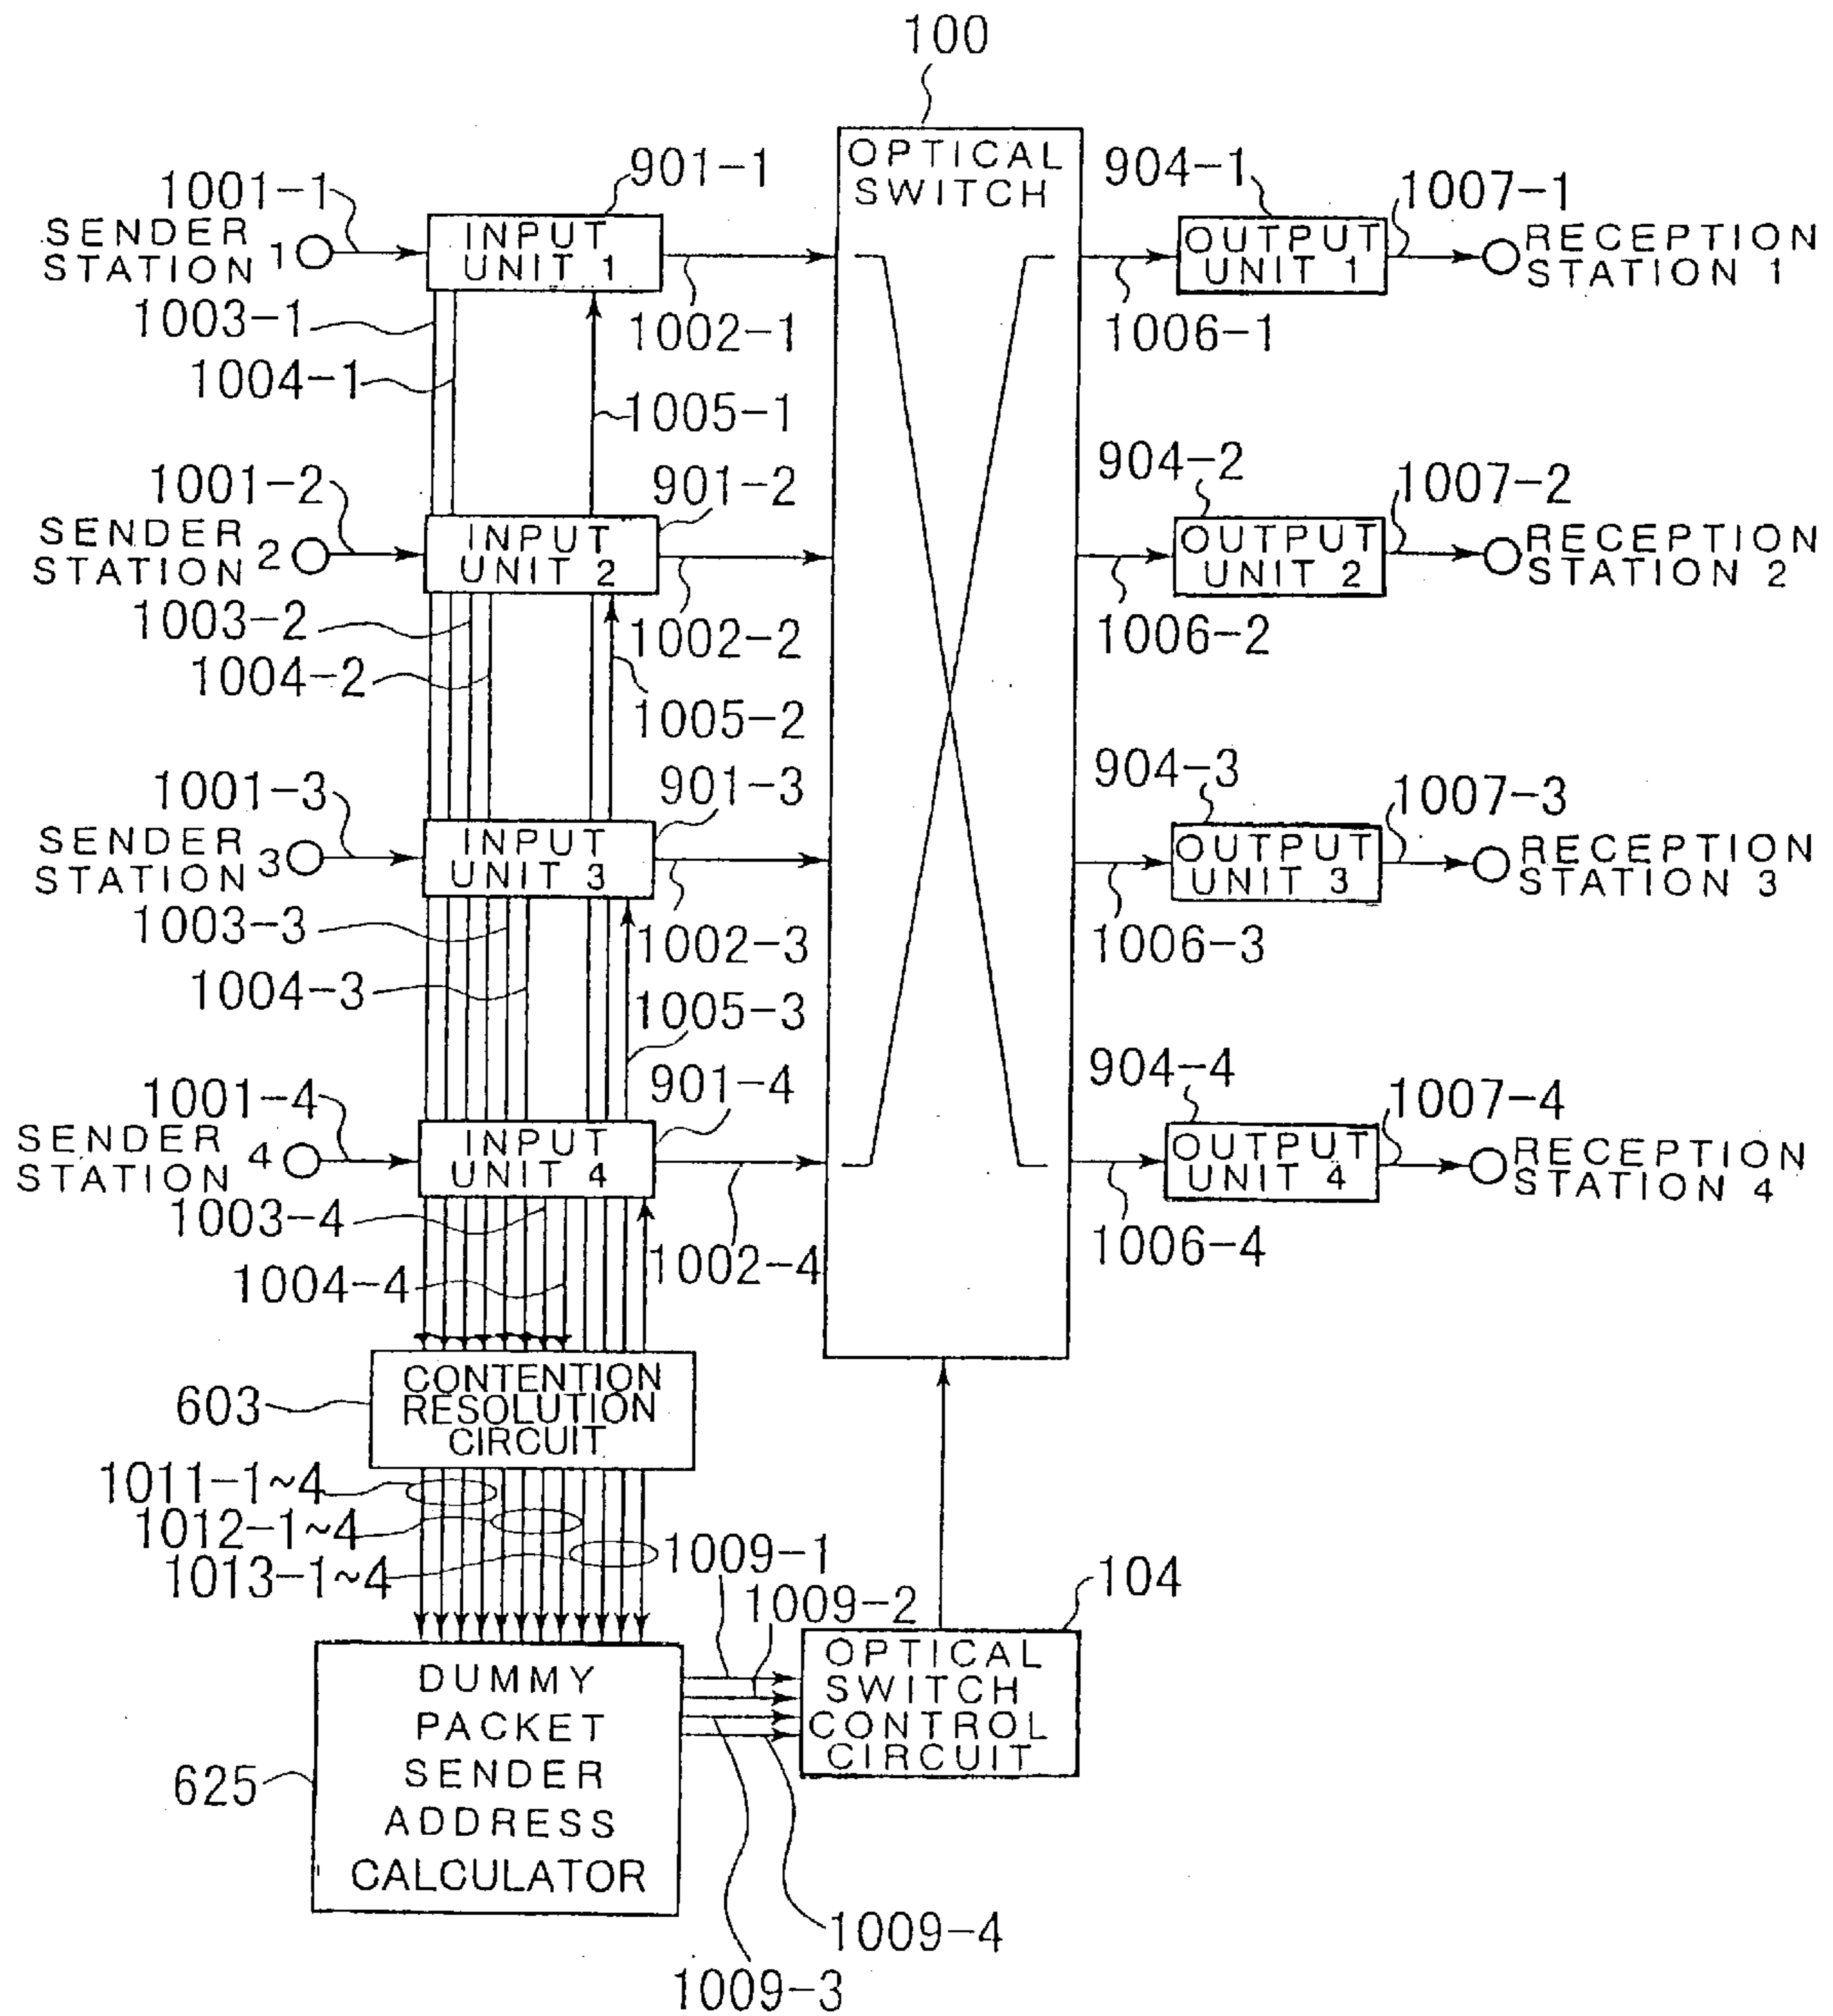 100
OPTICAL
SWITCH
901-1
904-1
1001-1
1007-1
SENDER
STATION 1
INPUT
UNIT 1
OUTPUT
UNIT 1
RECEPTION
STATION 1
1003-1
1002-1
1006-1
1004-1
1005-1
1001-2
901-2
904-2
1007-2
SENDER
STATION 2
INPUT
UNIT 2
OUTPUT
UNIT 2
RECEPTION
STATION 2
1003-2
1002-2
1006-2
1004-2
1005-2
1001-3
901-3
904-3
1007-3
SENDER
STATION 3
INPUT
UNIT 3
OUTPUT
UNIT 3
RECEPTION
STATION 3
1003-3
1002-3
1006-3
1004-3
1005-3
1001-4
901-4
904-4
1007-4
SENDER
STATION 4
INPUT
UNIT 4
OUTPUT
UNIT 4
RECEPTION
STATION 4
1003-4
1002-4
1006-4
1004-4
603
CONTENTION
RESOLUTION
CIRCUIT
1011-1~4
1012-1~4
1013-1~4
1009-1
1009-2
104
625
DUMMY
PACKET
SENDER
ADDRESS
CALCULATOR
OPTICAL
SWITCH
CONTROL
CIRCUIT
1009-4
1009-3